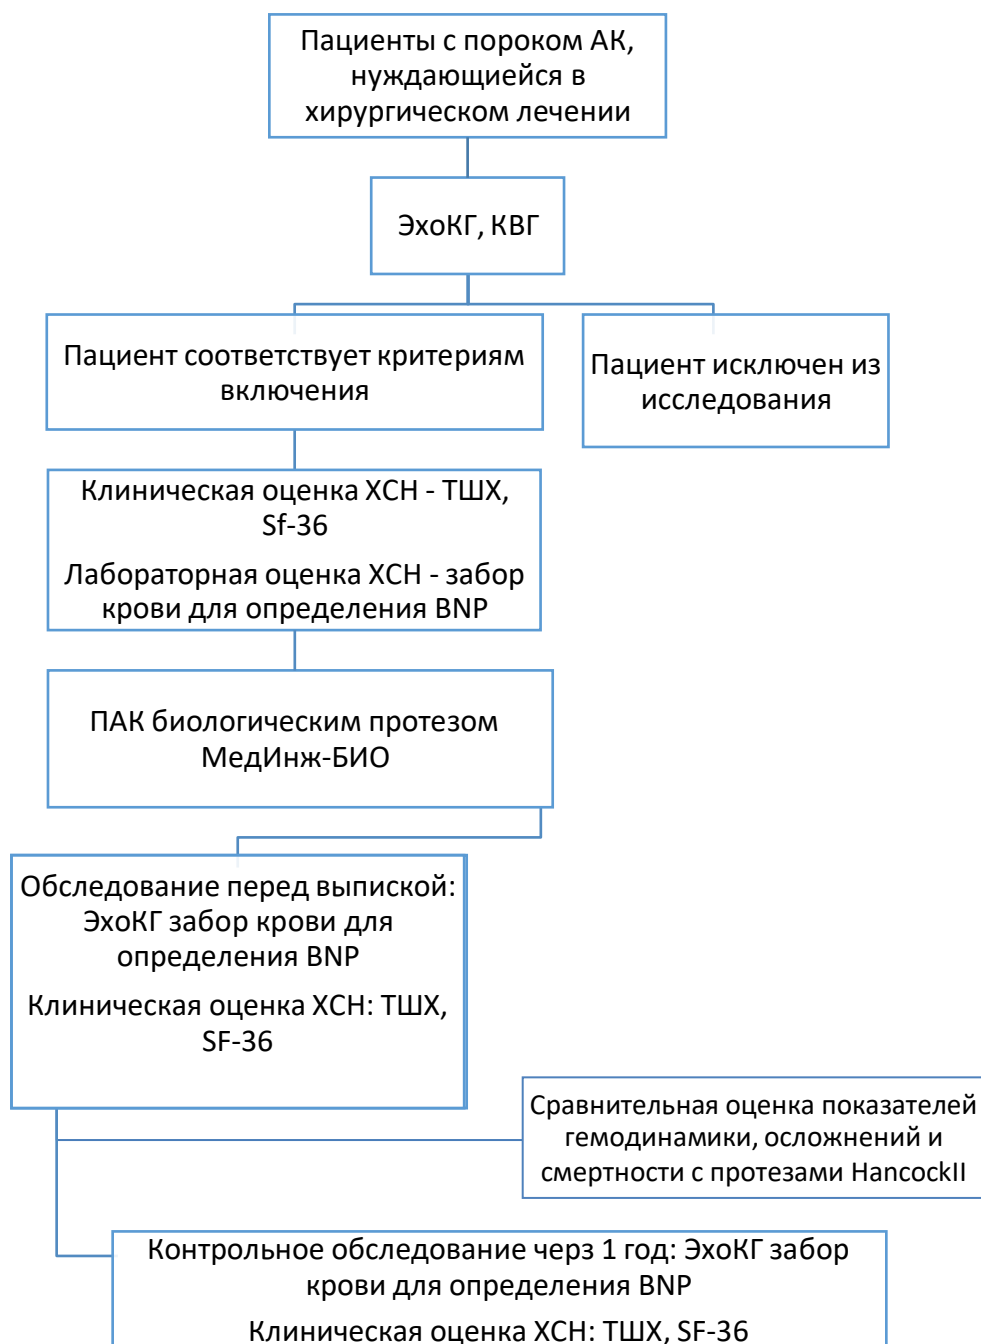 Пациенты с пороком АК,
нуждающиейся в
хирургическом лечении
ЭхоКГ, КВГ
Пациент соответствует критериям
включения
Пациент исключен из
исследования
Клиническая оценка ХСН - ТШХ,
Sf-36
Лабораторная оценка ХСН - забор
крови для определения BNP
ПАК биологическим протезом
МедИнж-БИО
Обследование перед выпиской:
ЭхоКГ забор крови для
определения BNP
Клиническая оценка ХСН: ТШХ,
SF-36
Сравнительная оценка показателей
гемодинамики, осложнений и
смертности с протезами HancockII
Контрольное обследование черз 1 год: ЭхоКГ забор
крови для определения BNP
Клиническая оценка ХСН: ТШХ, SF-36